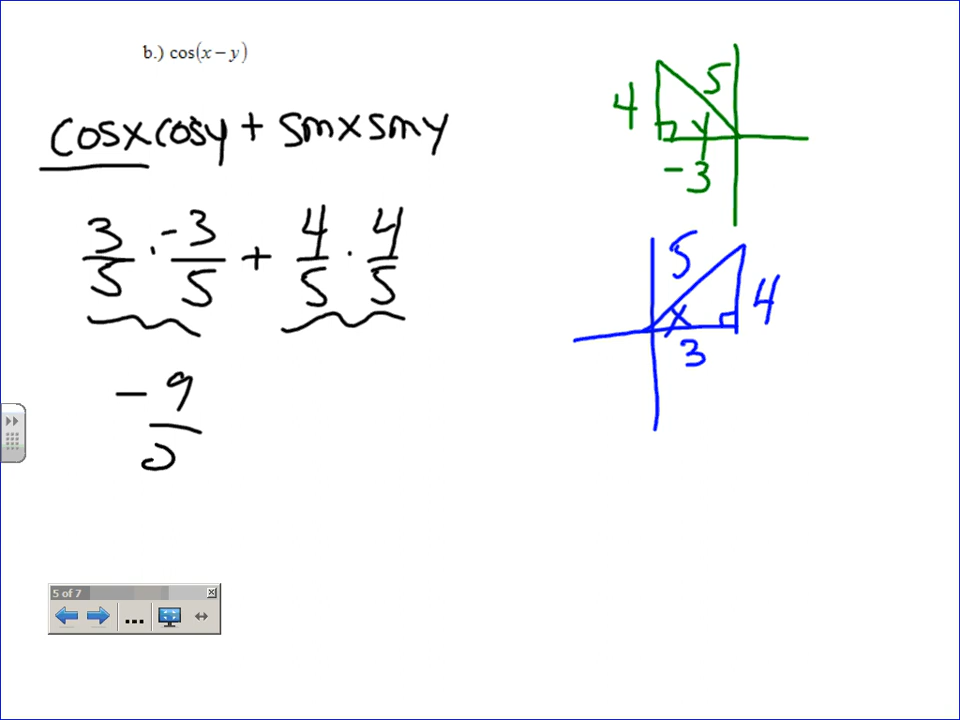 b.) cos(x − y)
cosx cosy + sinx siny
3/5 · -3/5 + 4/5 · 4/5
-9/2
4 5 y
-3
5 4 x
3
5 of 7
...